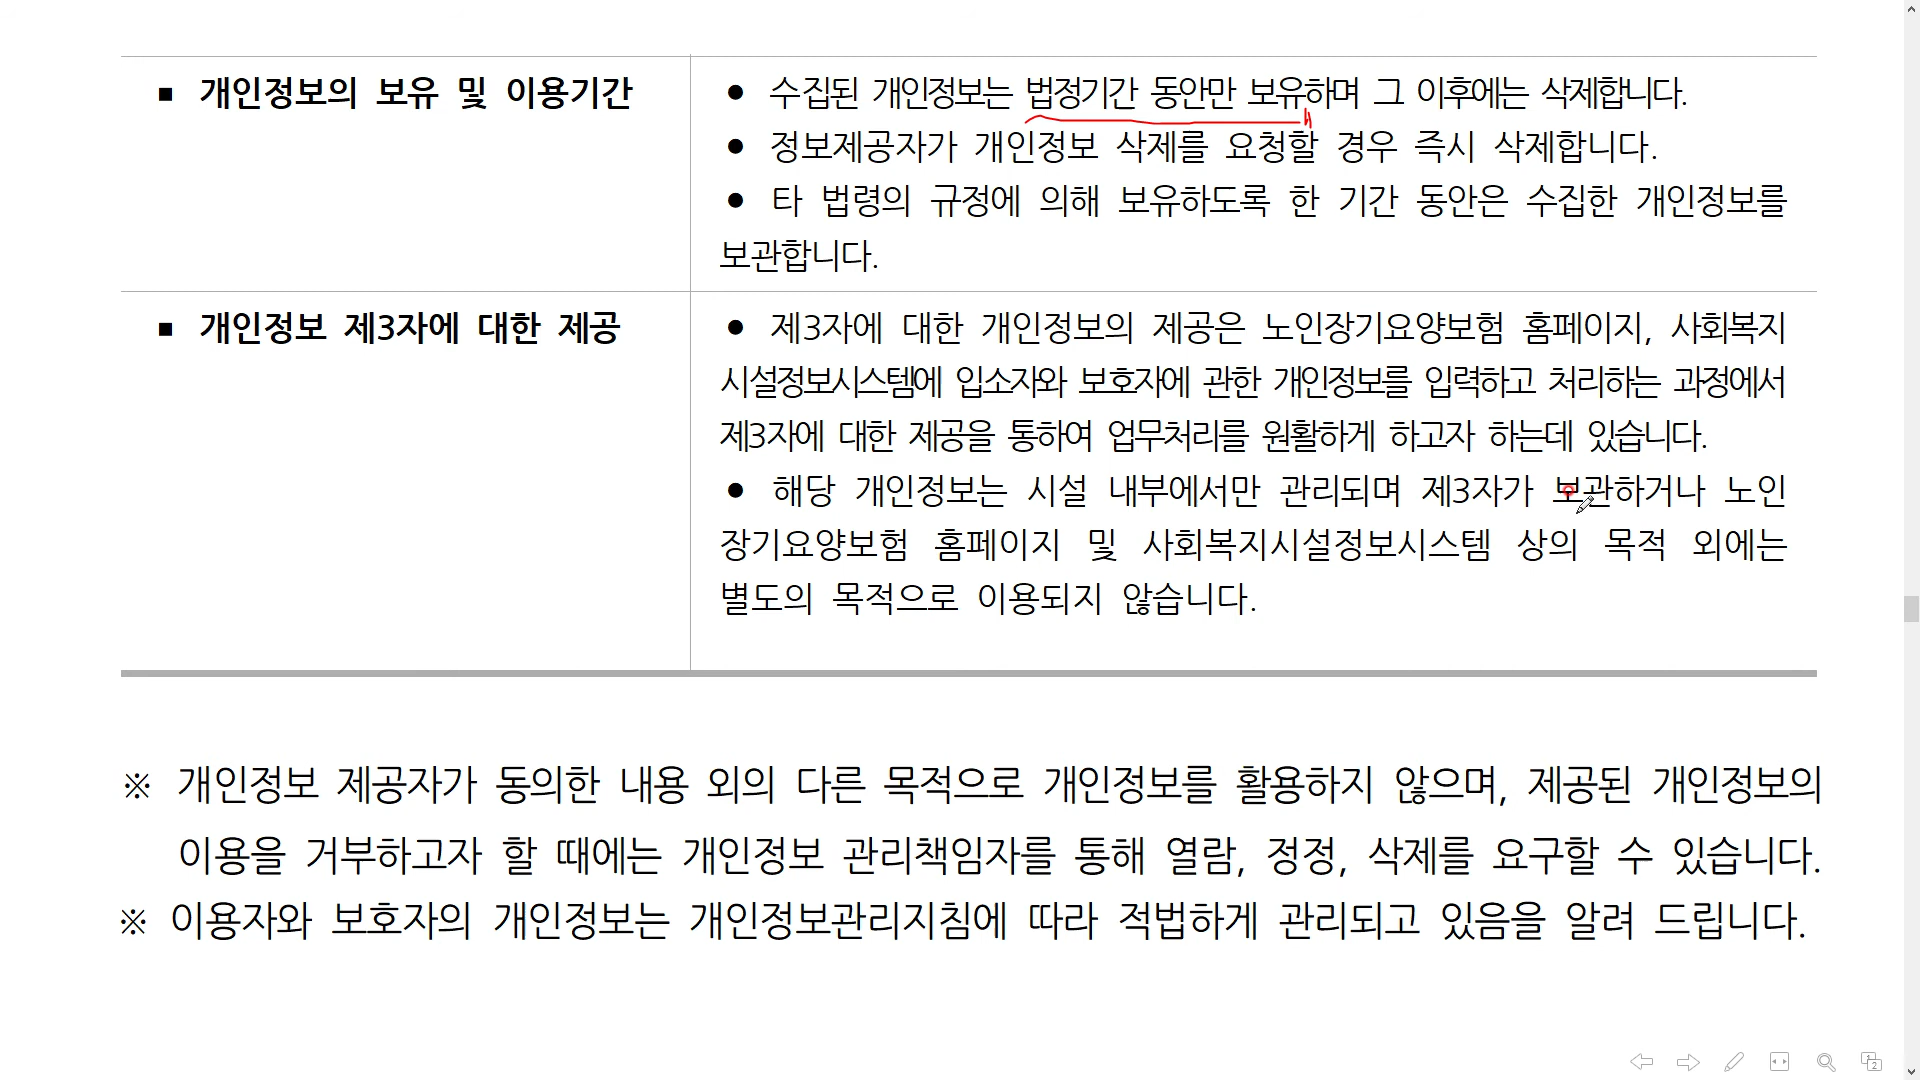 ■ 개인정보의 보유 및 이용기간
● 수집된 개인정보는 법정기간 동안만 보유하며 그 이후에는 삭제합니다.
● 정보제공자가 개인정보 삭제를 요청할 경우 즉시 삭제합니다.
● 타 법령의 규정에 의해 보유하도록 한 기간 동안은 수집한 개인정보를
보관합니다.
■ 개인정보 제3자에 대한 제공
● 제3자에 대한 개인정보의 제공은 노인장기요양보험 홈페이지, 사회복지
시설정보시스템에 입소자와 보호자에 관한 개인정보를 입력하고 처리하는 과정에서
제3자에 대한 제공을 통하여 업무처리를 원활하게 하고자 하는데 있습니다.
● 해당 개인정보는 시설 내부에서만 관리되며 제3자가 보관하거나 노인
장기요양보험 홈페이지 및 사회복지시설정보시스템 상의 목적 외에는
별도의 목적으로 이용되지 않습니다.
※ 개인정보 제공자가 동의한 내용 외의 다른 목적으로 개인정보를 활용하지 않으며, 제공된 개인정보의
이용을 거부하고자 할 때에는 개인정보 관리책임자를 통해 열람, 정정, 삭제를 요구할 수 있습니다.
※ 이용자와 보호자의 개인정보는 개인정보관리지침에 따라 적법하게 관리되고 있음을 알려 드립니다.